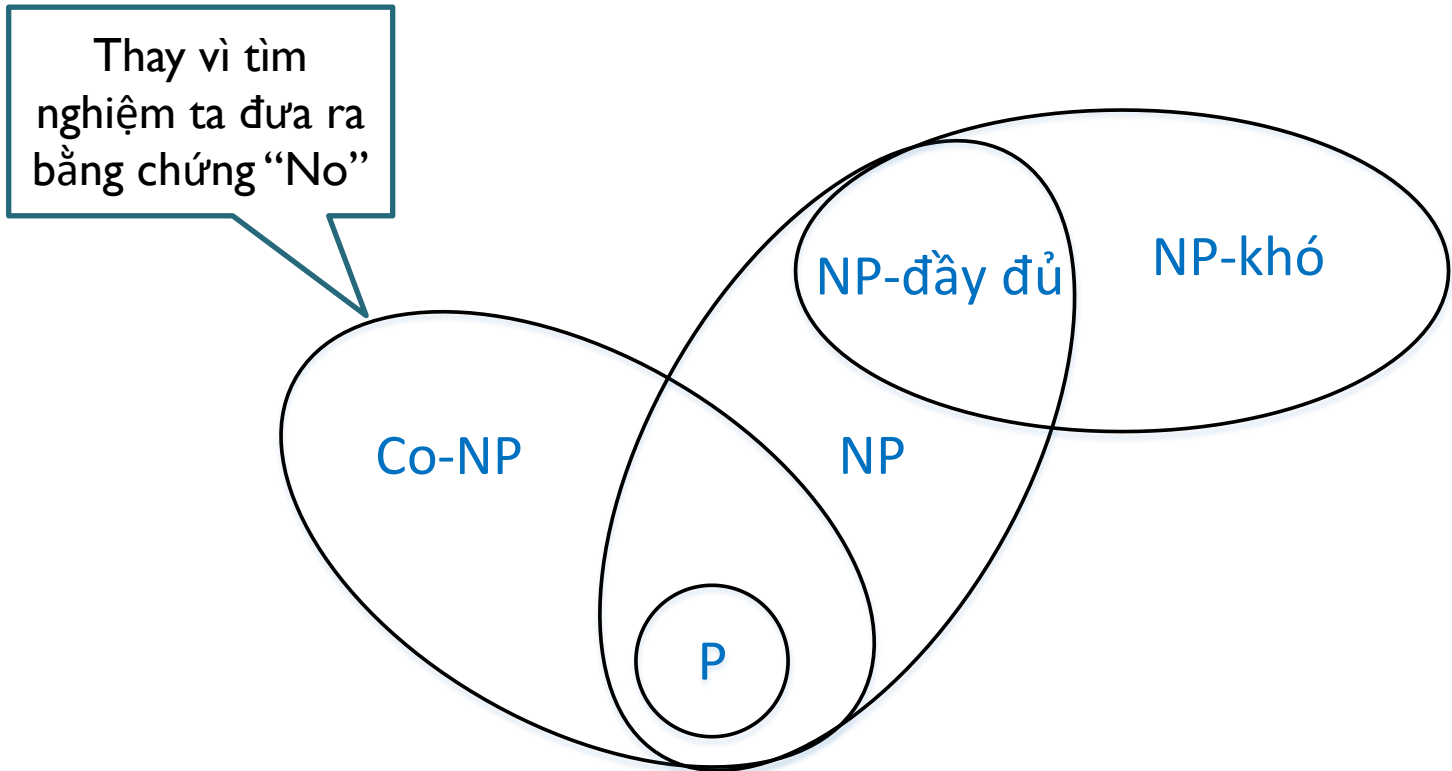 Thay vì tìm
nghiệm ta đưa ra
bằng chứng “No”
NP-đầy đủ
NP-khó
Co-NP
NP
P